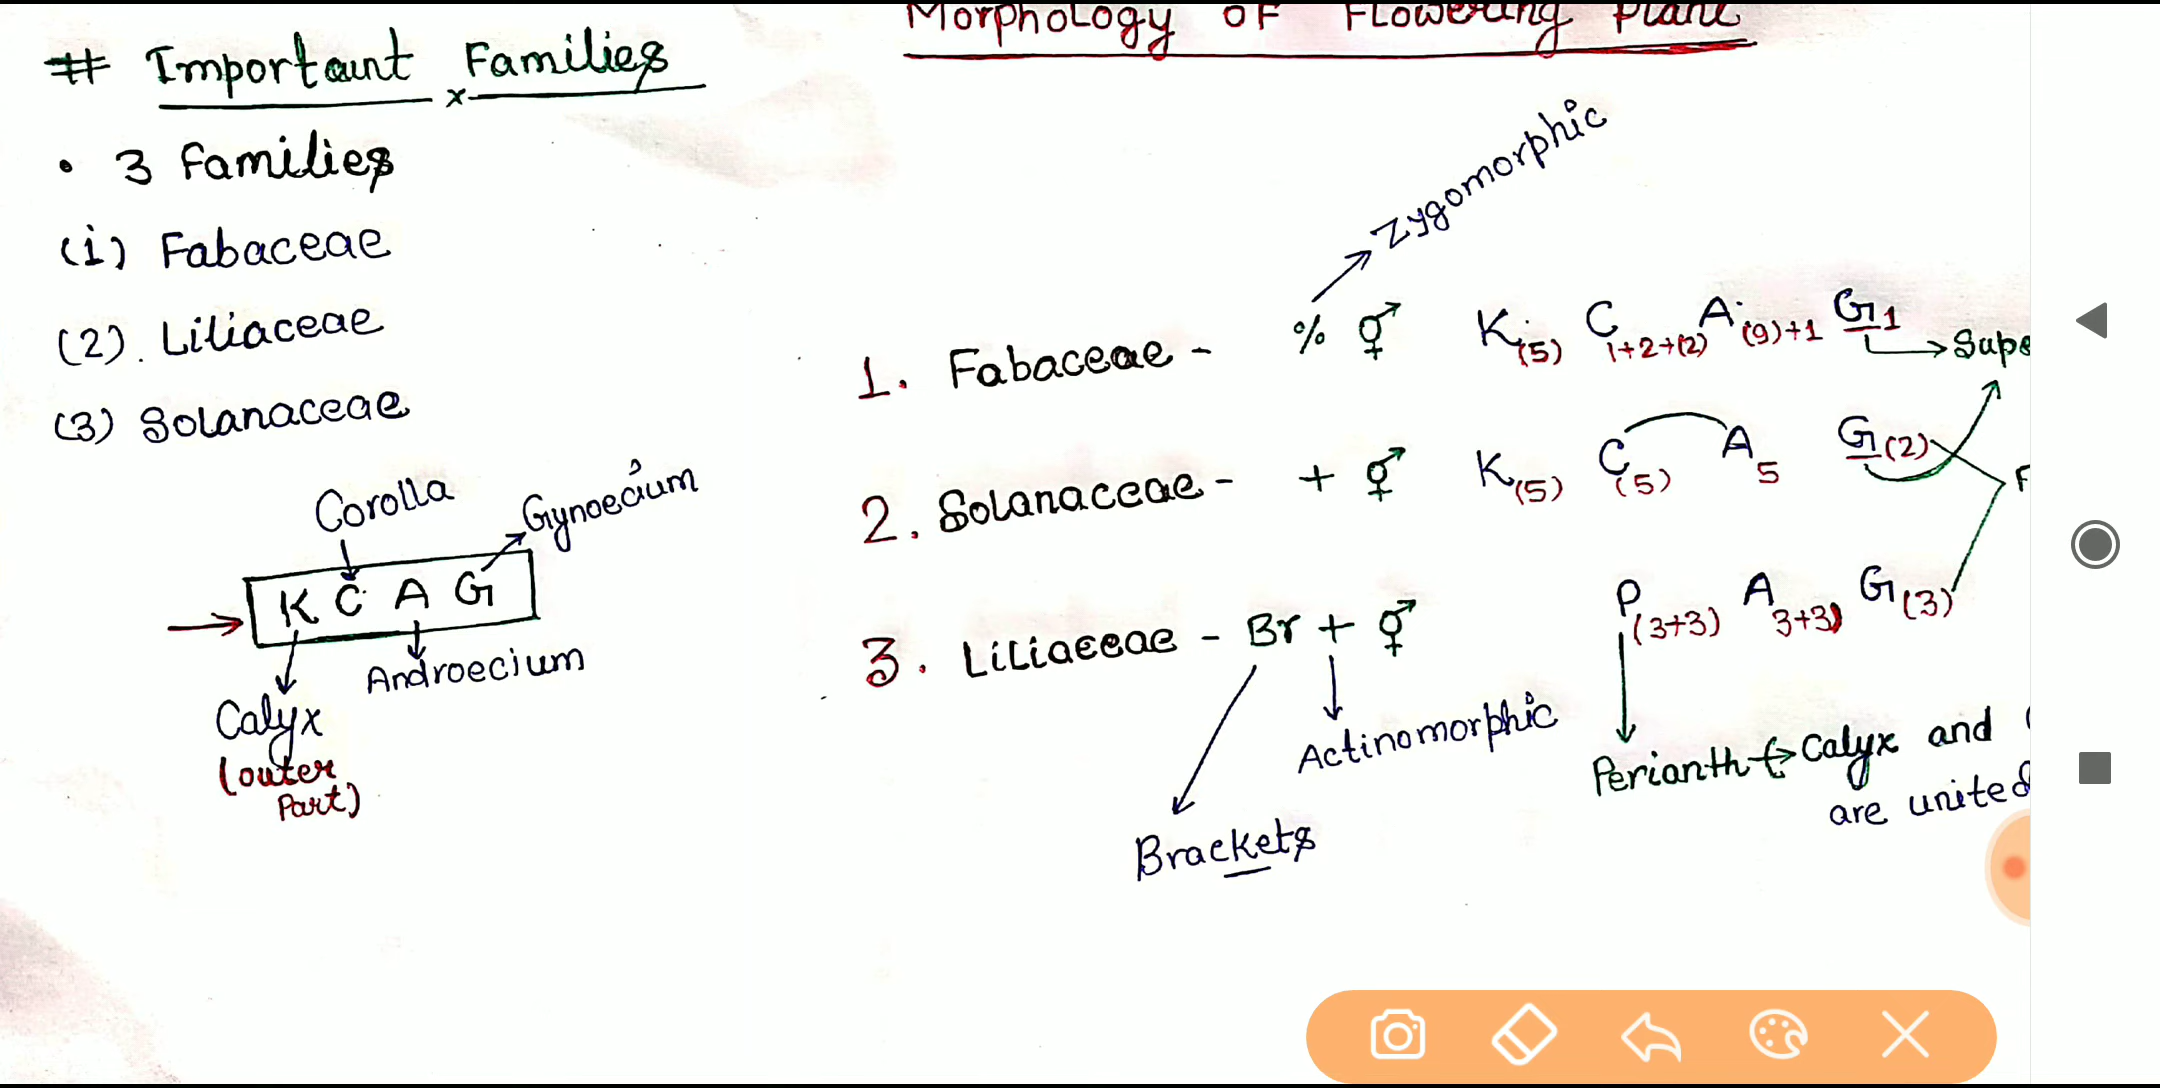 Morphology of Flowering Plant
# Important Families
• 3 Families
(i) Fabaceae
(2). Liliaceae
(3) Solanaceae
Corolla
Gynoecium
K C A G
Androecium
Calyx
(outer
Part)
Zygomorphic
1. Fabaceae - % ⚥ K(5) C1+2+(2) A(9)+1 G1
Supe
2. Solanaceae - + ⚥ K(5) C(5) A5 G(2)
F
3. Liliaceae - Br + ⚥ P(3+3) A3+3) G(3)
Actinomorphic
Brackets
Perianth → Calyx and
are united